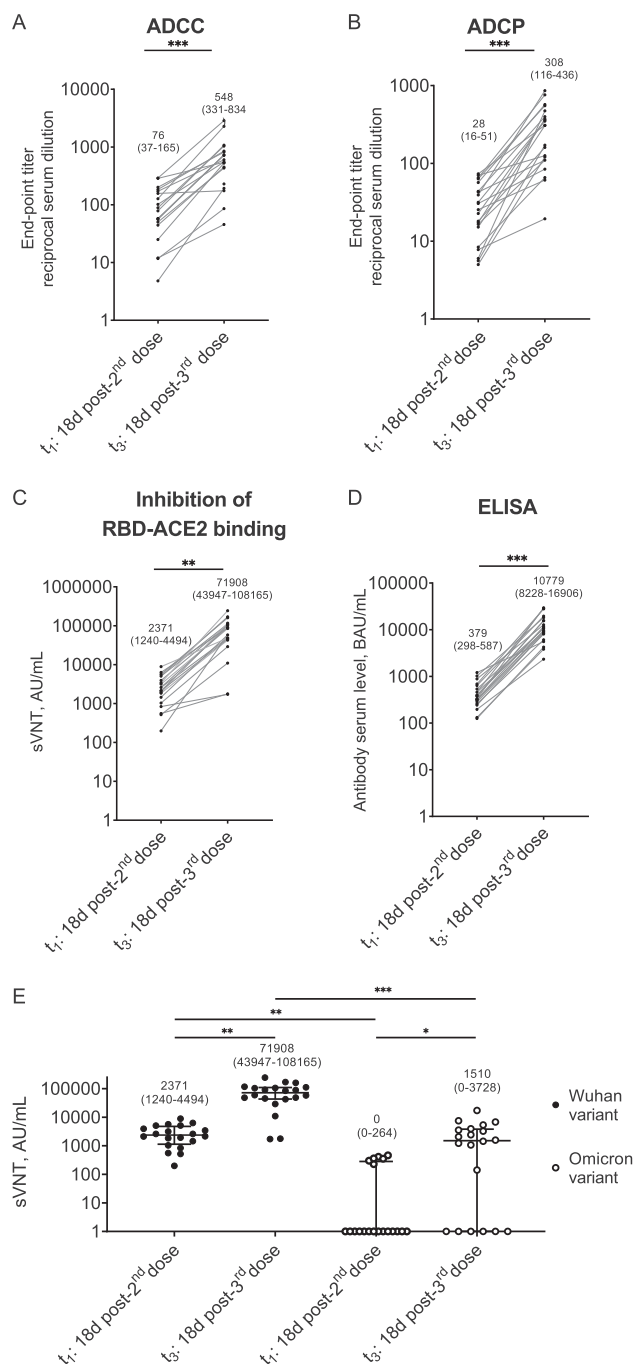 A
ADCC
***
End-point titer
reciprocal serum dilution
10000
1000
100
10
1
76
(37-165)
548
(331-834
t1: 18d post-2nd dose
t3: 18d post-3rd dose
B
ADCP
***
End-point titer
reciprocal serum dilution
1000
100
10
1
28
(16-51)
308
(116-436)
t1: 18d post-2nd dose
t3: 18d post-3rd dose
C
Inhibition of
RBD-ACE2 binding
**
sVNT, AU/mL
1000000
100000
10000
1000
100
10
1
2371
(1240-4494)
71908
(43947-108165)
t1: 18d post-2nd dose
t3: 18d post-3rd dose
D
ELISA
***
Antibody serum level, BAU/mL
100000
10000
1000
100
10
1
379
(298-587)
10779
(8228-16906)
t1: 18d post-2nd dose
t3: 18d post-3rd dose
E
***
**
**
*
sVNT, AU/mL
100000
10000
1000
100
10
1
2371
(1240-4494)
71908
(43947-108165)
0
(0-264)
1510
(0-3728)
Wuhan
variant
Omicron
variant
t1: 18d post-2nd dose
t3: 18d post-3rd dose
t1: 18d post-2nd dose
t3: 18d post-3rd dose